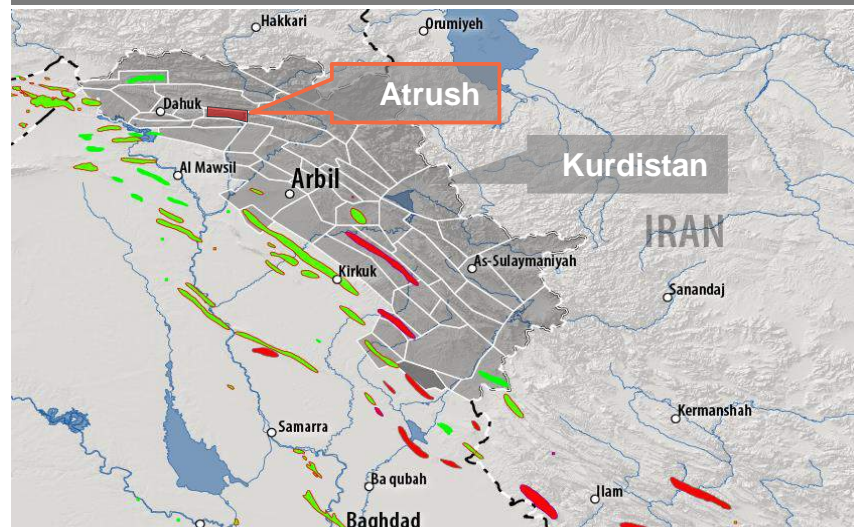 Hakkari
Orumiyeh
Atrush
Dahuk
Kurdistan
Al Mawsil
Arbil
IRAN
As-Sulaymaniyah
Kirkuk
Sanandaj
Kermanshah
Samarra
Ba qubah
Ilam
Baghdad